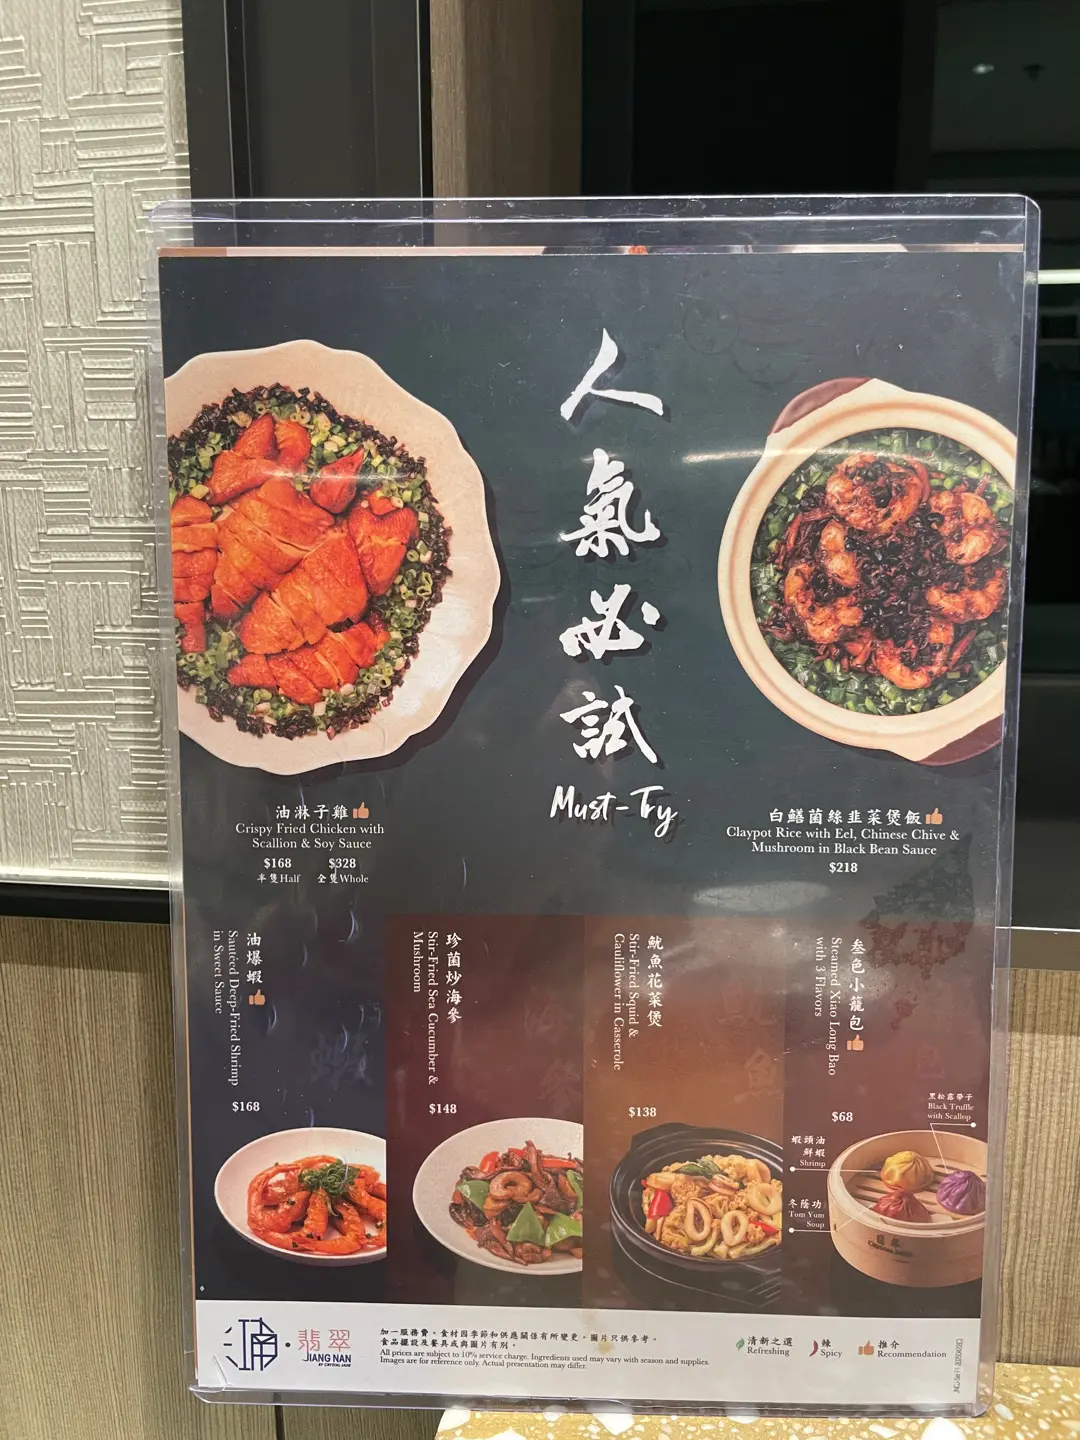 人氣必試
Must-Try
油淋子雞
Crispy Fried Chicken with
Scallion & Soy Sauce
$168 $328
半隻Half 全隻Whole
白鱔菌絲韭菜煲飯
Claypot Rice with Eel, Chinese Chive &
Mushroom in Black Bean Sauce
$218
油爆蝦
Sautéed Deep-Fried Shrimp
in Sweet Sauce
$168
珍菌炒海參
Stir-Fried Sea Cucumber &
Mushroom
$148
魷魚花菜煲
Stir-Fried Squid &
Cauliflower in Casserole
$138
叁色小籠包
Steamed Xiao Long Bao
with 3 Flavors
$68
黑松露帶子
Black Truffle
with Scallop
蝦頭油
鮮蝦
Shrimp
冬蔭功
Tom Yum
Soup
翡翠
JIANG NAN
BY CRYSTAL JADE
加一服務費。食材因季節和供應關係有所變更。圖片只供參考。
食品擺設及餐具或與圖片有別。
All prices are subject to 10% service charge. Ingredients used may vary with season and supplies.
Images are for reference only. Actual presentation may differ.
清新之選
Refreshing
辣
Spicy
推介
Recommendation